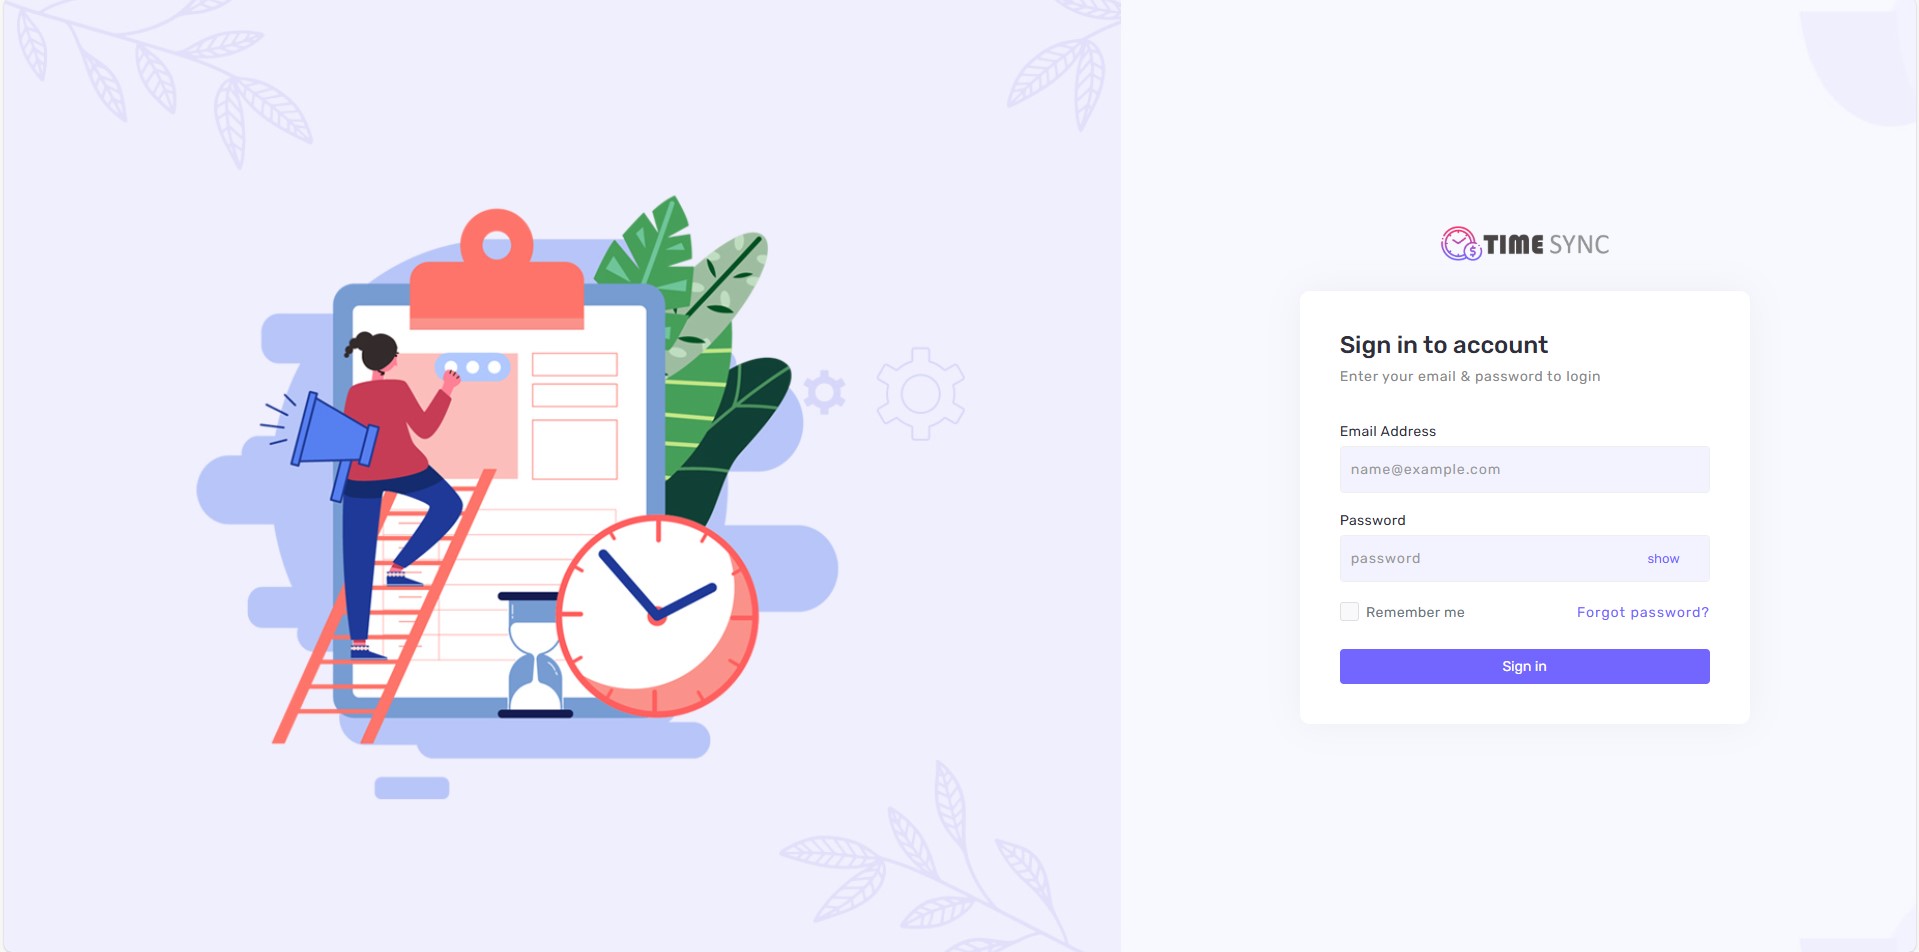 TIME SYNC
Sign in to account
Enter your email & password to login
Email Address
name@example.com
Password
password show
Remember me Forgot password?
Sign in